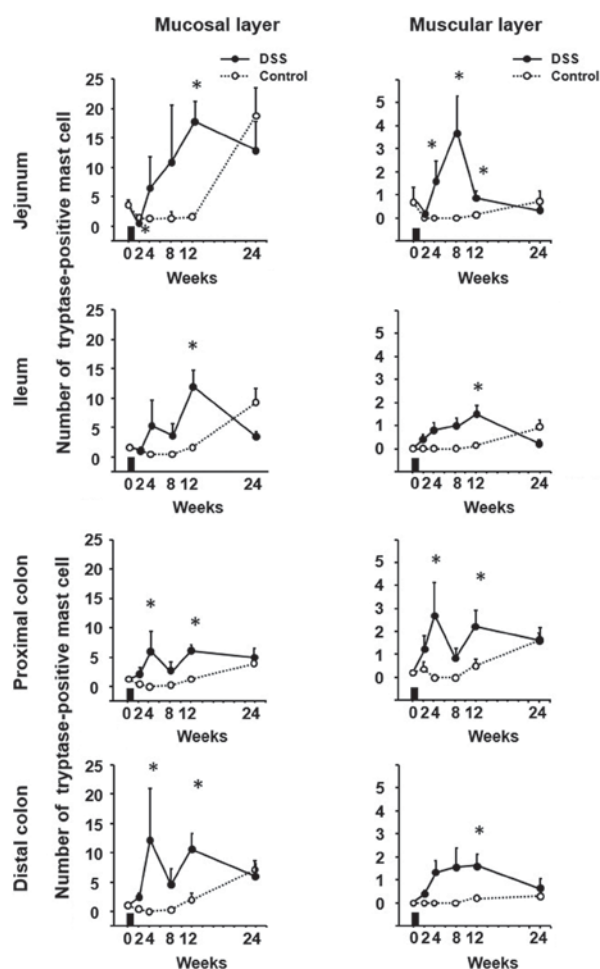 Mucosal layer
Muscular layer
DSS
Control
DSS
Control
Jejunum
Ileum
Proximal colon
Distal colon
Number of tryptase-positive mast cell
Number of tryptase-positive mast cell
25
20
15
10
5
0
*
*
0 2 4 8 12 24
Weeks
5
4
3
2
1
0
*
*
*
0 2 4 8 12 24
Weeks
25
20
15
10
5
0
*
0 2 4 8 12 24
Weeks
5
4
3
2
1
0
*
0 2 4 8 12 24
Weeks
25
20
15
10
5
0
*
*
0 2 4 8 12 24
Weeks
5
4
3
2
1
0
*
*
0 2 4 8 12 24
Weeks
25
20
15
10
5
0
*
*
0 2 4 8 12 24
Weeks
5
4
3
2
1
0
*
0 2 4 8 12 24
Weeks